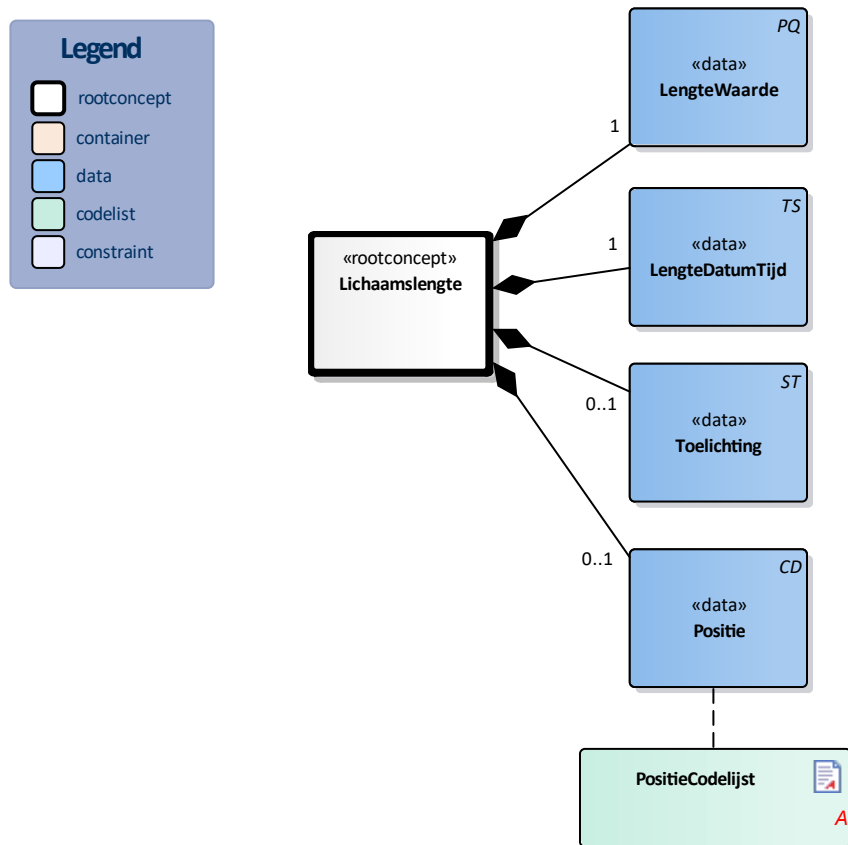 Legend
rootconcept
container
data
codelist
constraint
«rootconcept»
Lichaamslengte
1
PQ
«data»
LengteWaarde
1
TS
«data»
LengteDatumTijd
0..1
ST
«data»
Toelichting
0..1
CD
«data»
Positie
PositieCodelijst
A